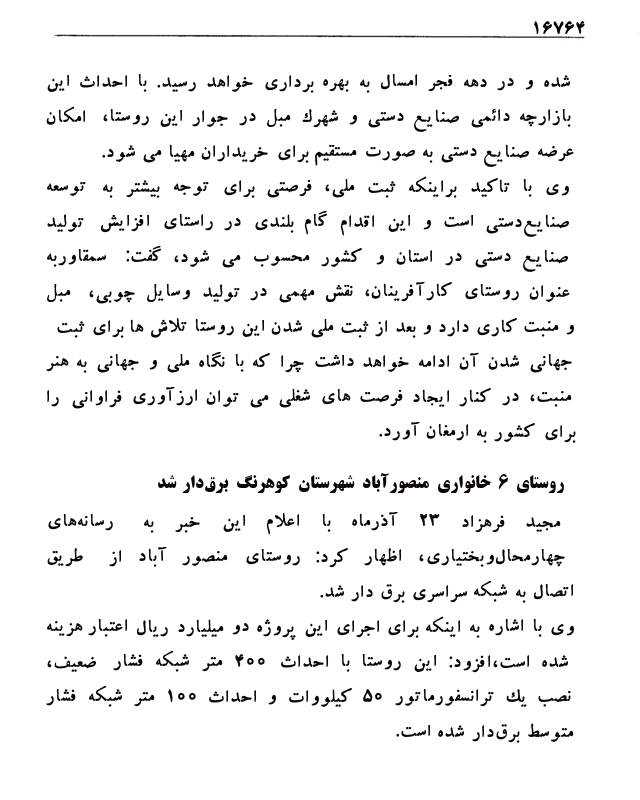 ۱۶۷۶۴
شده و در دهه فجر امسال به بهره برداری خواهد رسید. با احداث این
بازارچه دائمی صنایع دستی و شهرك مبل در جوار این روستا، امکان
عرضه صنایع دستی به صورت مستقیم برای خریداران مهیا می شود.
وی با تاکید براینکه ثبت ملی، فرصتی برای توجه بیشتر به توسعه
صنایع‌دستی است و این اقدام گام بلندی در راستای افزایش تولید
صنایع دستی در استان و کشور محسوب می شود، گفت: سمقاوربه
عنوان روستای کارآفرینان، نقش مهمی در تولید وسایل چوبی، مبل
و منبت کاری دارد و بعد از ثبت ملی شدن این روستا تلاش ها برای ثبت
جهانی شدن آن ادامه خواهد داشت چرا که با نگاه ملی و جهانی به هنر
منبت، در کنار ایجاد فرصت های شغلی می توان ارزآوری فراوانی را
برای کشور به ارمغان آورد.
روستای ۶ خانواری منصورآباد شهرستان کوهرنگ برق‌دار شد
مجید فرهزاد ۲۳ آذرماه با اعلام این خبر به رسانه‌های
چهارمحال‌وبختیاری، اظهار کرد: روستای منصور آباد از طریق
اتصال به شبکه سراسری برق دار شد.
وی با اشاره به اینکه برای اجرای این پروژه دو میلیارد ریال اعتبار هزینه
شده است،افزود: این روستا با احداث ۴۰۰ متر شبکه فشار ضعیف،
نصب یك ترانسفورماتور ۵۰ کیلووات و احداث ۱۰۰ متر شبکه فشار
متوسط برق‌دار شده است.